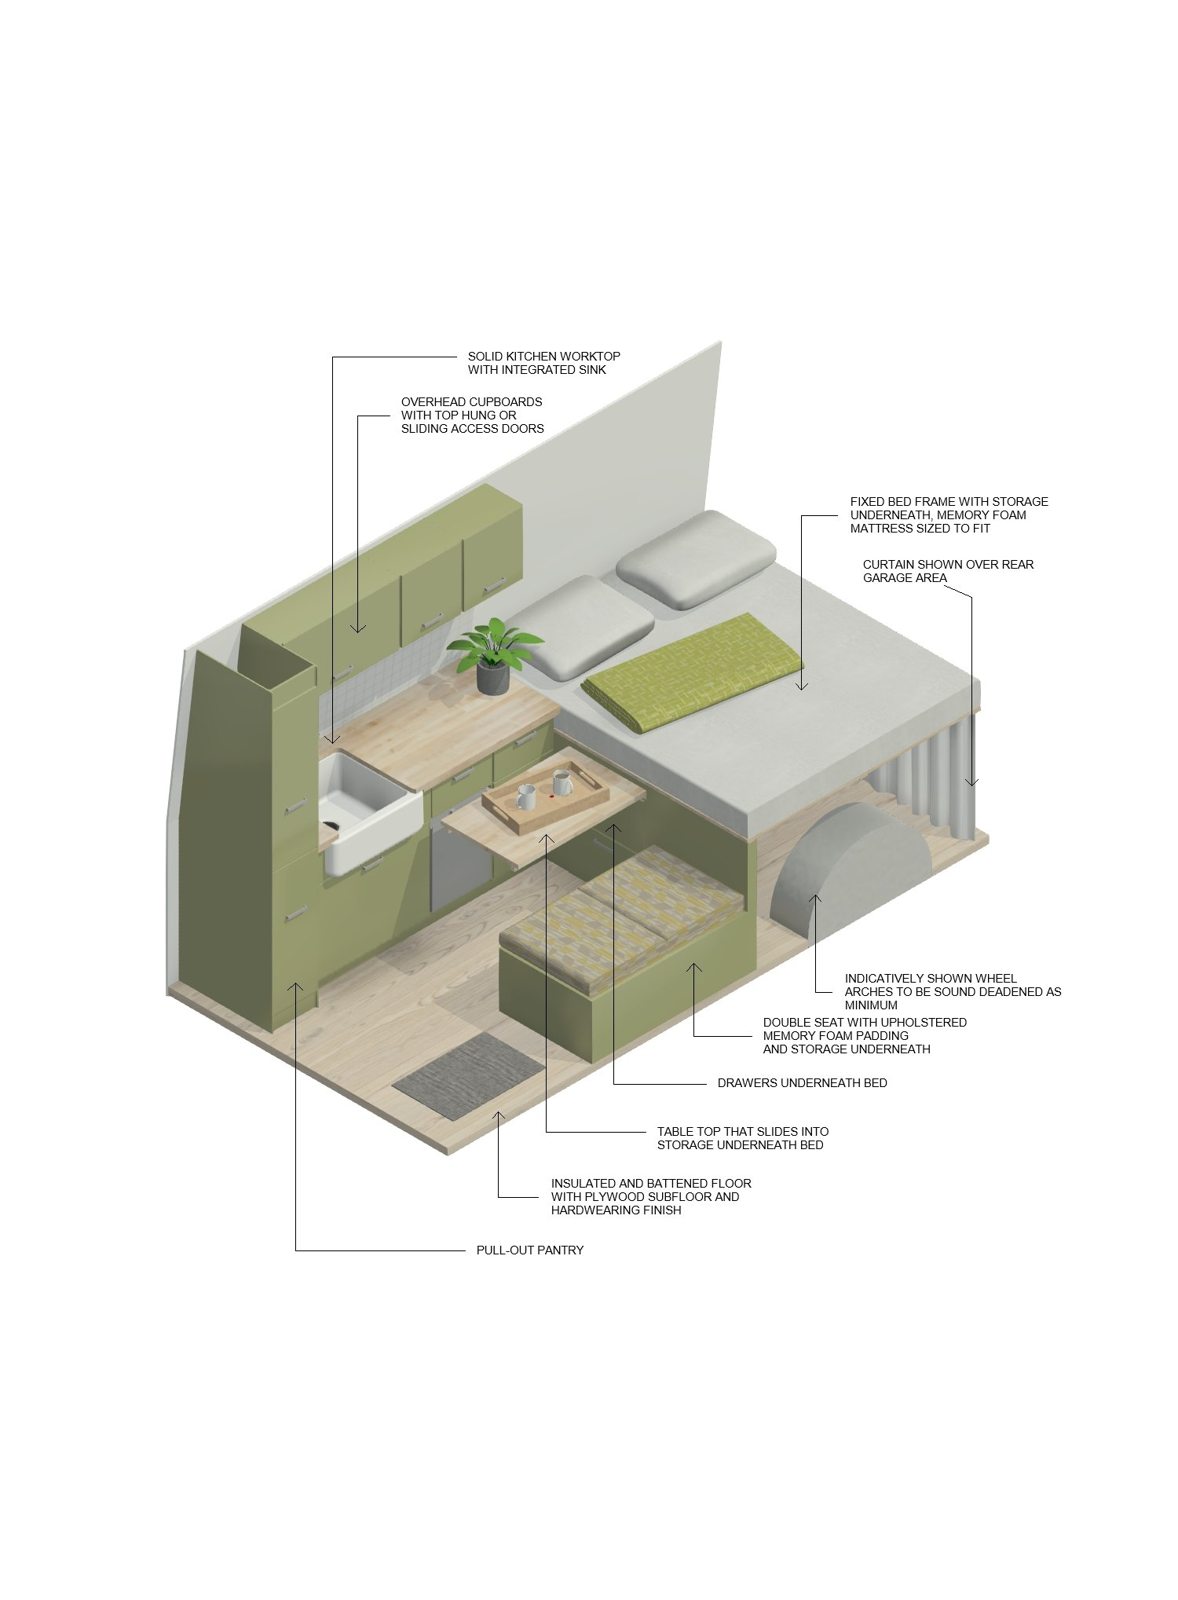 SOLID KITCHEN WORKTOP
WITH INTEGRATED SINK
OVERHEAD CUPBOARDS
WITH TOP HUNG OR
SLIDING ACCESS DOORS
FIXED BED FRAME WITH STORAGE
UNDERNEATH, MEMORY FOAM
MATTRESS SIZED TO FIT
CURTAIN SHOWN OVER REAR
GARAGE AREA
INDICATIVELY SHOWN WHEEL
ARCHES TO BE SOUND DEADENED AS
MINIMUM
DOUBLE SEAT WITH UPHOLSTERED
MEMORY FOAM PADDING
AND STORAGE UNDERNEATH
DRAWERS UNDERNEATH BED
TABLE TOP THAT SLIDES INTO
STORAGE UNDERNEATH BED
INSULATED AND BATTENED FLOOR
WITH PLYWOOD SUBFLOOR AND
HARDWEARING FINISH
PULL-OUT PANTRY